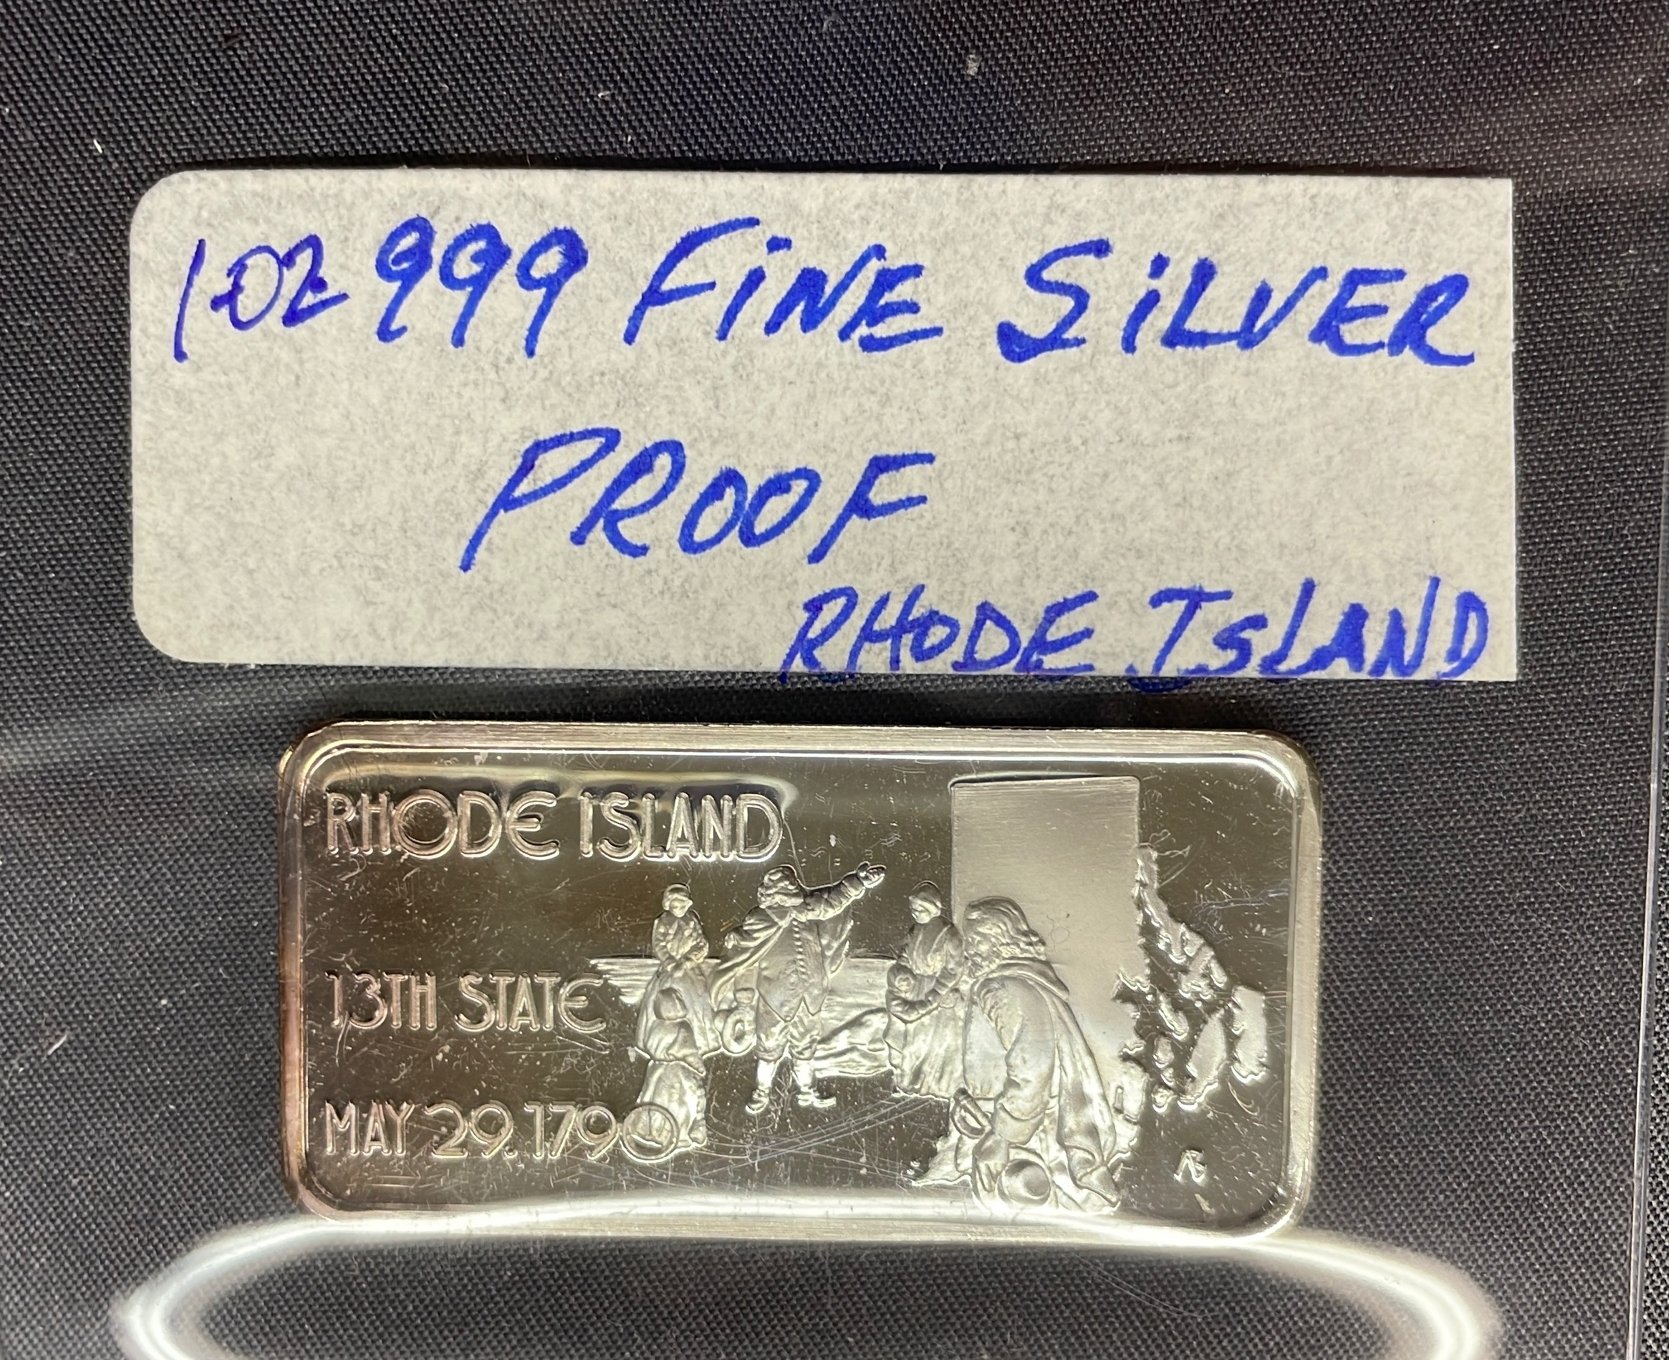 1 OZ 999 FINE SILVER
PROOF
RHODE ISLAND
RHODE ISLAND
13TH STATE
MAY 29. 1790